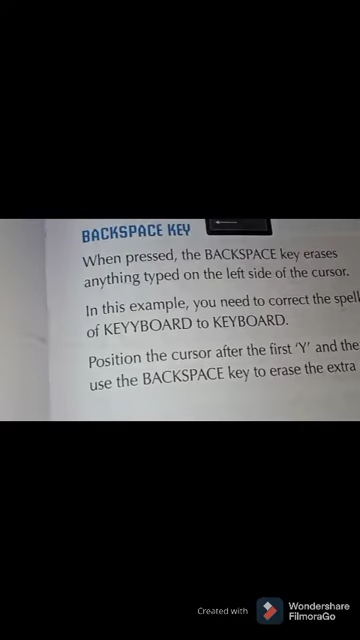 BACKSPACE KEY
When pressed, the BACKSPACE key erases
anything typed on the left side of the cursor.
In this example, you need to correct the spell
of KEYYBOARD to KEYBOARD.
Position the cursor after the first ‘Y’ and the
use the BACKSPACE key to erase the extra
Created with
Wondershare
FilmoraGo